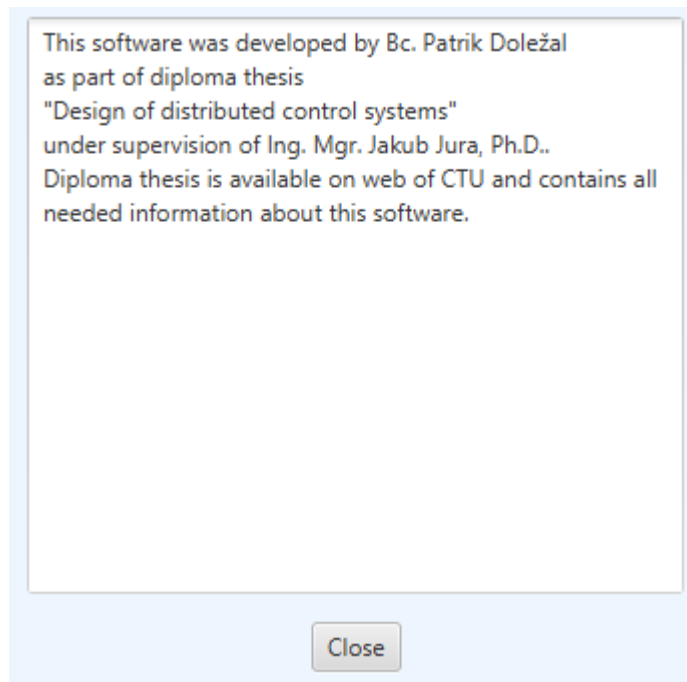 This software was developed by Bc. Patrik Doležal
as part of diploma thesis
"Design of distributed control systems"
under supervision of Ing. Mgr. Jakub Jura, Ph.D..
Diploma thesis is available on web of CTU and contains all
needed information about this software.
Close